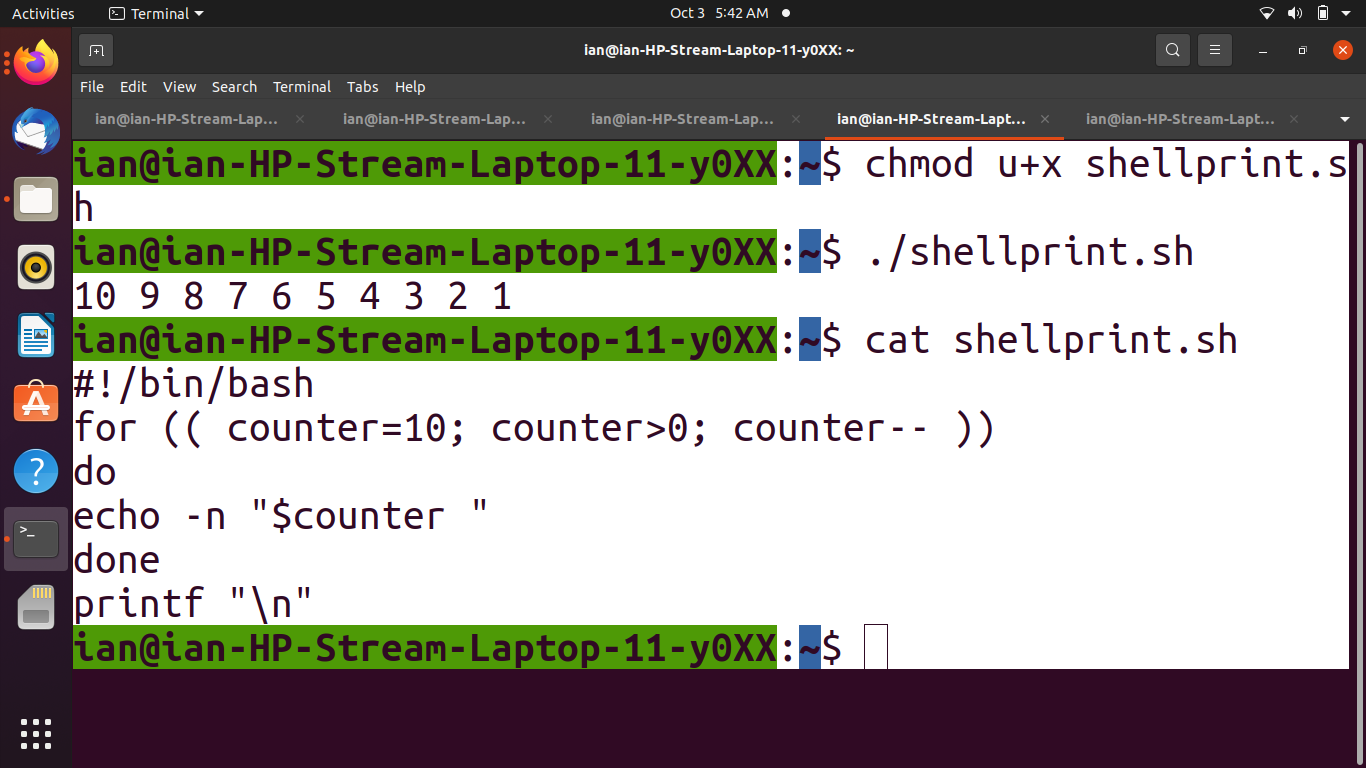 Activities Terminal Oct 3 5:42 AM
ian@ian-HP-Stream-Laptop-11-y0XX: ~
File Edit View Search Terminal Tabs Help
ian@ian-HP-Stream-Lap... ian@ian-HP-Stream-Lap... ian@ian-HP-Stream-Lap... ian@ian-HP-Stream-Lapt... ian@ian-HP-Stream-Lapt...
ian@ian-HP-Stream-Laptop-11-y0XX:~$ chmod u+x shellprint.s
h
ian@ian-HP-Stream-Laptop-11-y0XX:~$ ./shellprint.sh
10 9 8 7 6 5 4 3 2 1
ian@ian-HP-Stream-Laptop-11-y0XX:~$ cat shellprint.sh
#!/bin/bash
for (( counter=10; counter>0; counter-- ))
do
echo -n "$counter "
done
printf "\n"
ian@ian-HP-Stream-Laptop-11-y0XX:~$